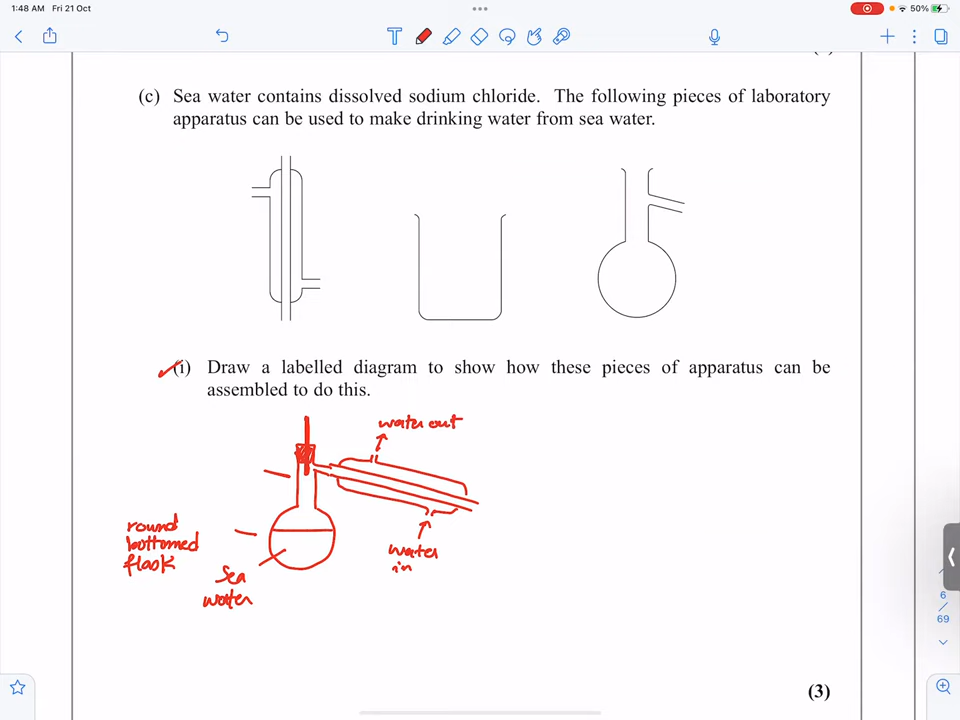 1:48 AM Fri 21 Oct
50%
T
(c) Sea water contains dissolved sodium chloride. The following pieces of laboratory
apparatus can be used to make drinking water from sea water.
(i) Draw a labelled diagram to show how these pieces of apparatus can be
assembled to do this.
water out
round
bottomed
flask
Sea
water
water
in
6
/
69
(3)